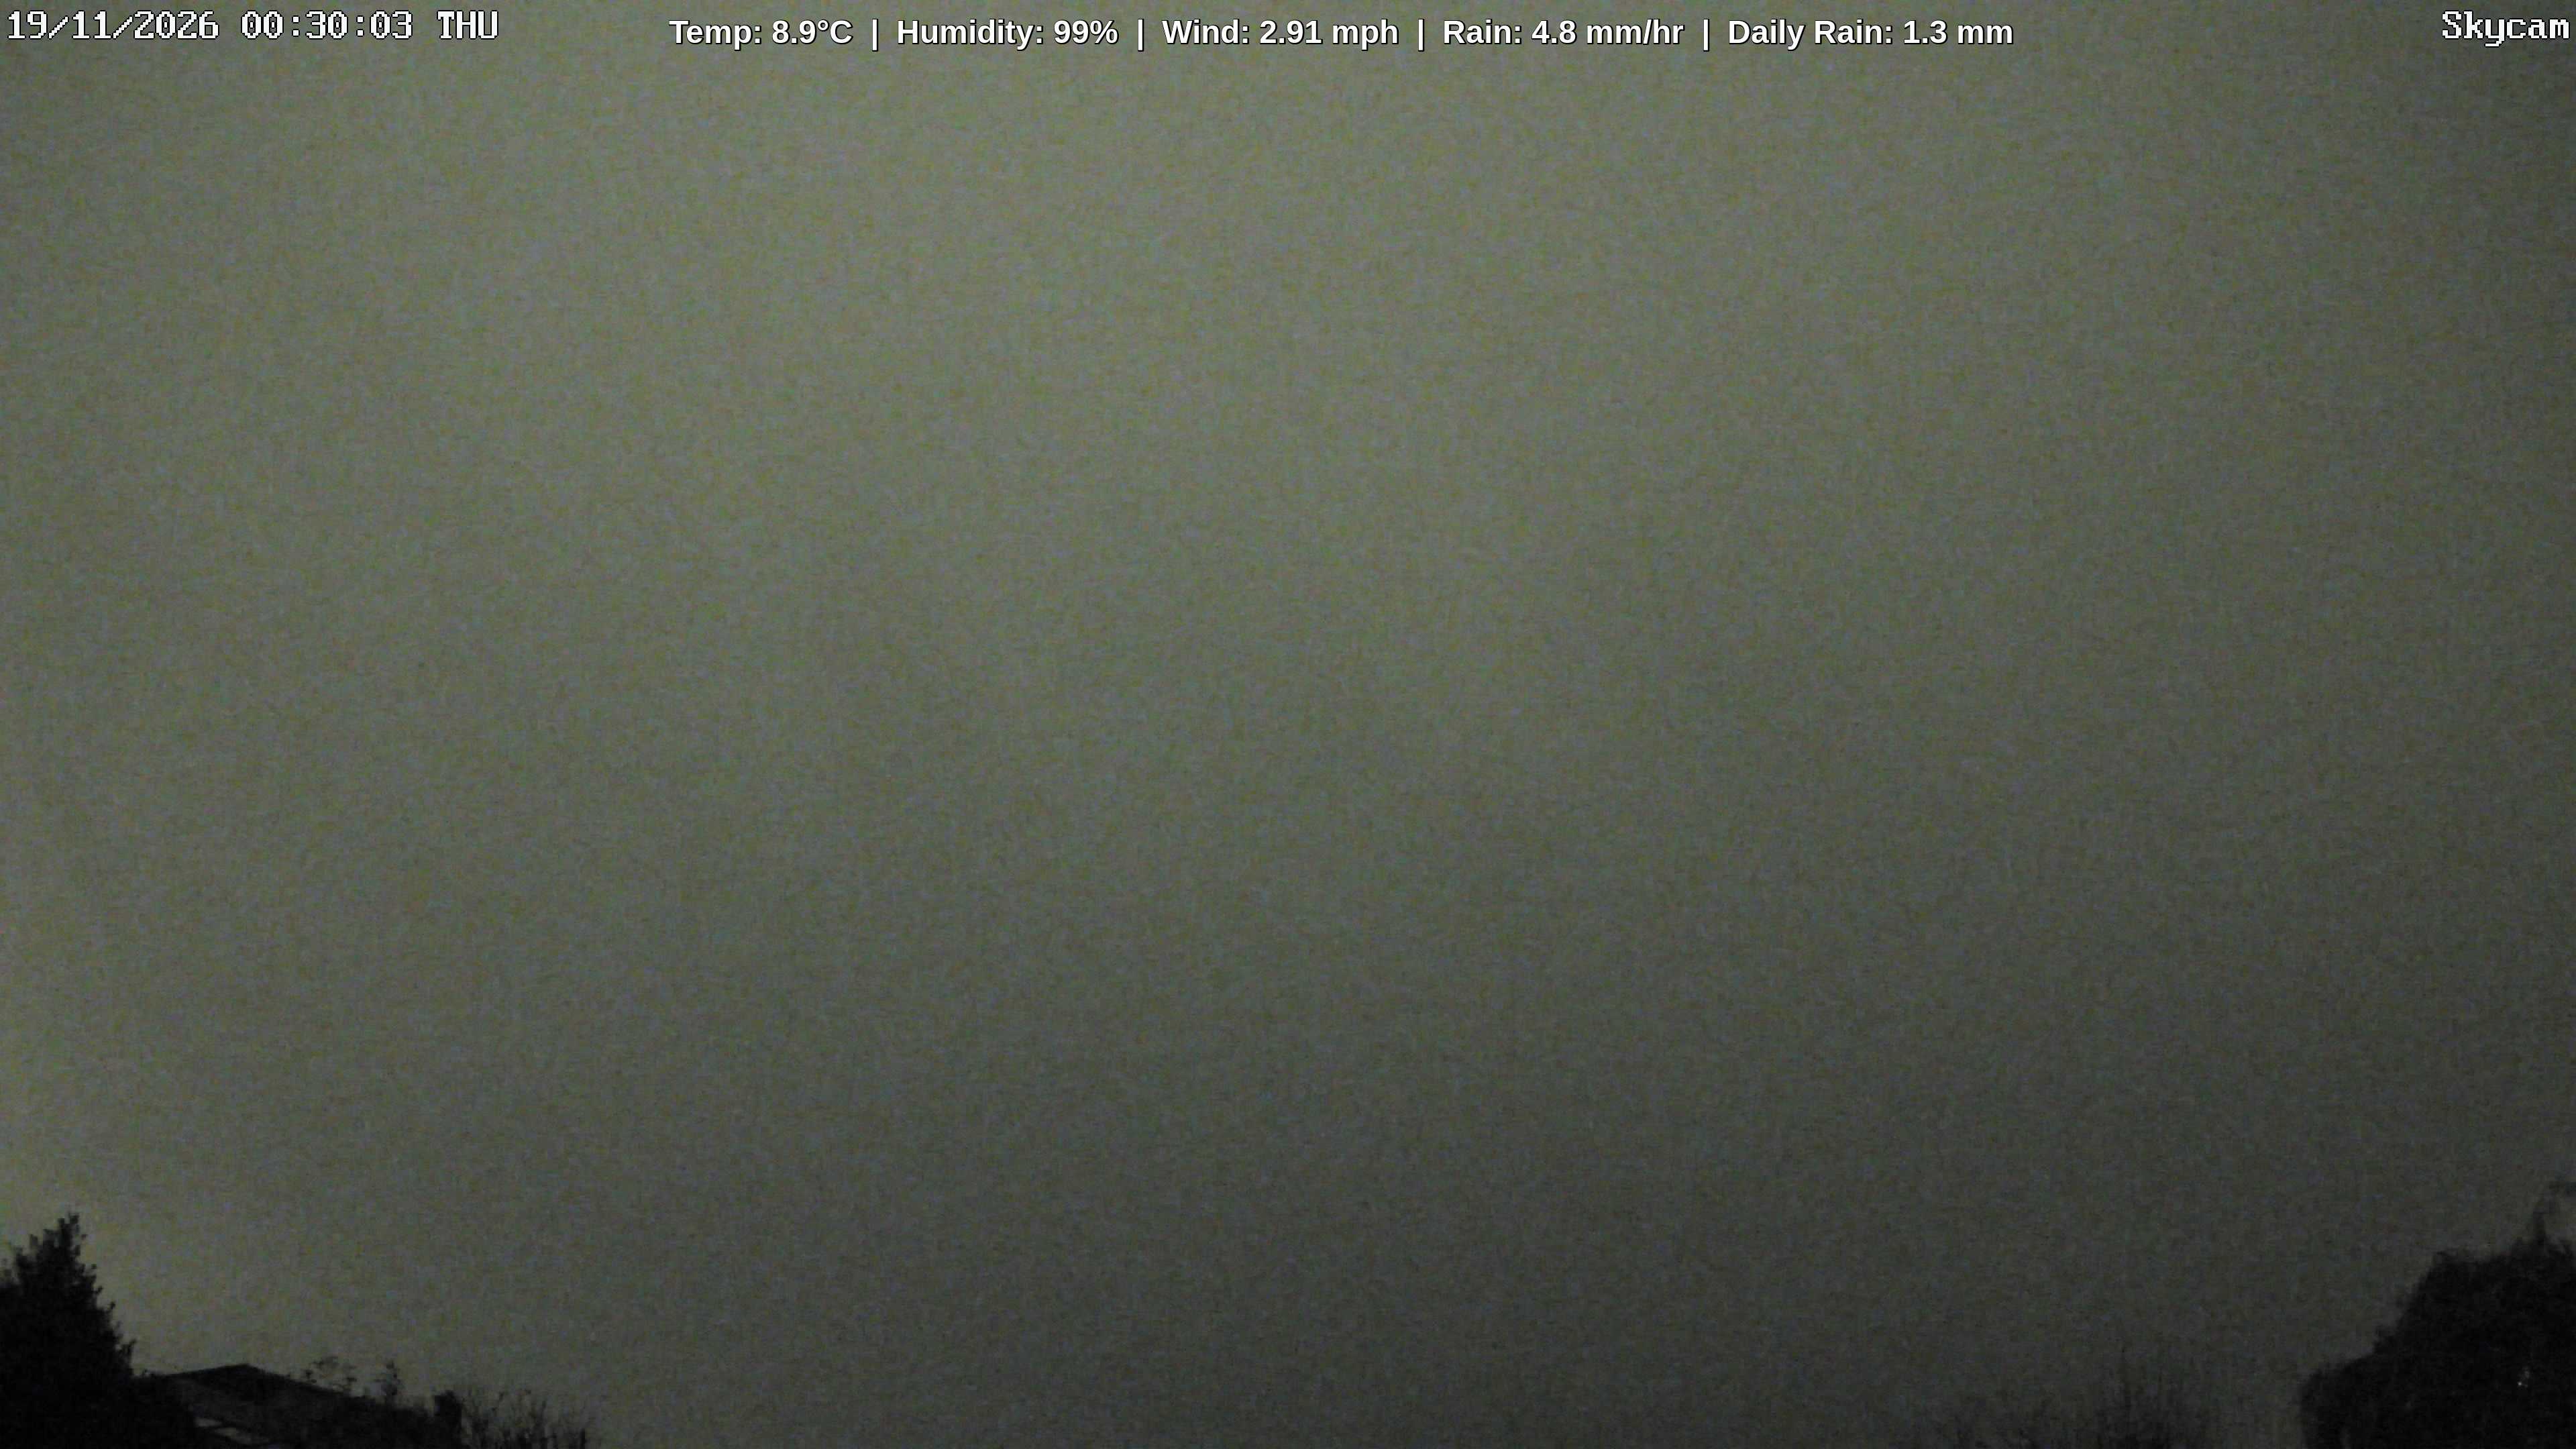 19/11/2026 00:30:03 THU
Temp: 8.9°C | Humidity: 99% | Wind: 2.91 mph | Rain: 4.8 mm/hr | Daily Rain: 1.3 mm
Skycam